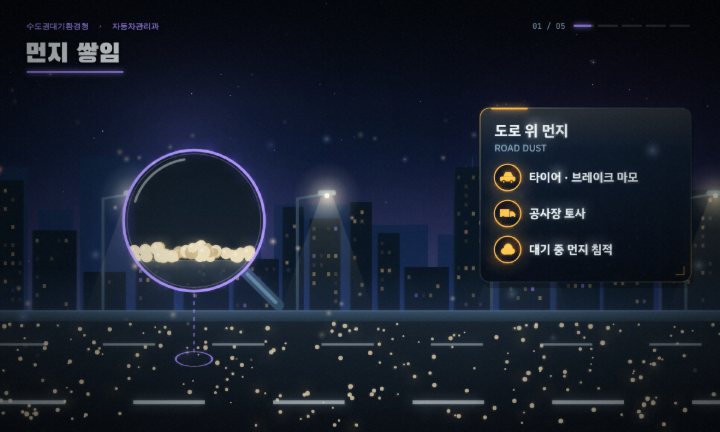 수도권대기환경청 · 자동차관리과
먼지 쌓임
01 / 05
도로 위 먼지
ROAD DUST
타이어 · 브레이크 마모
공사장 토사
대기 중 먼지 침적